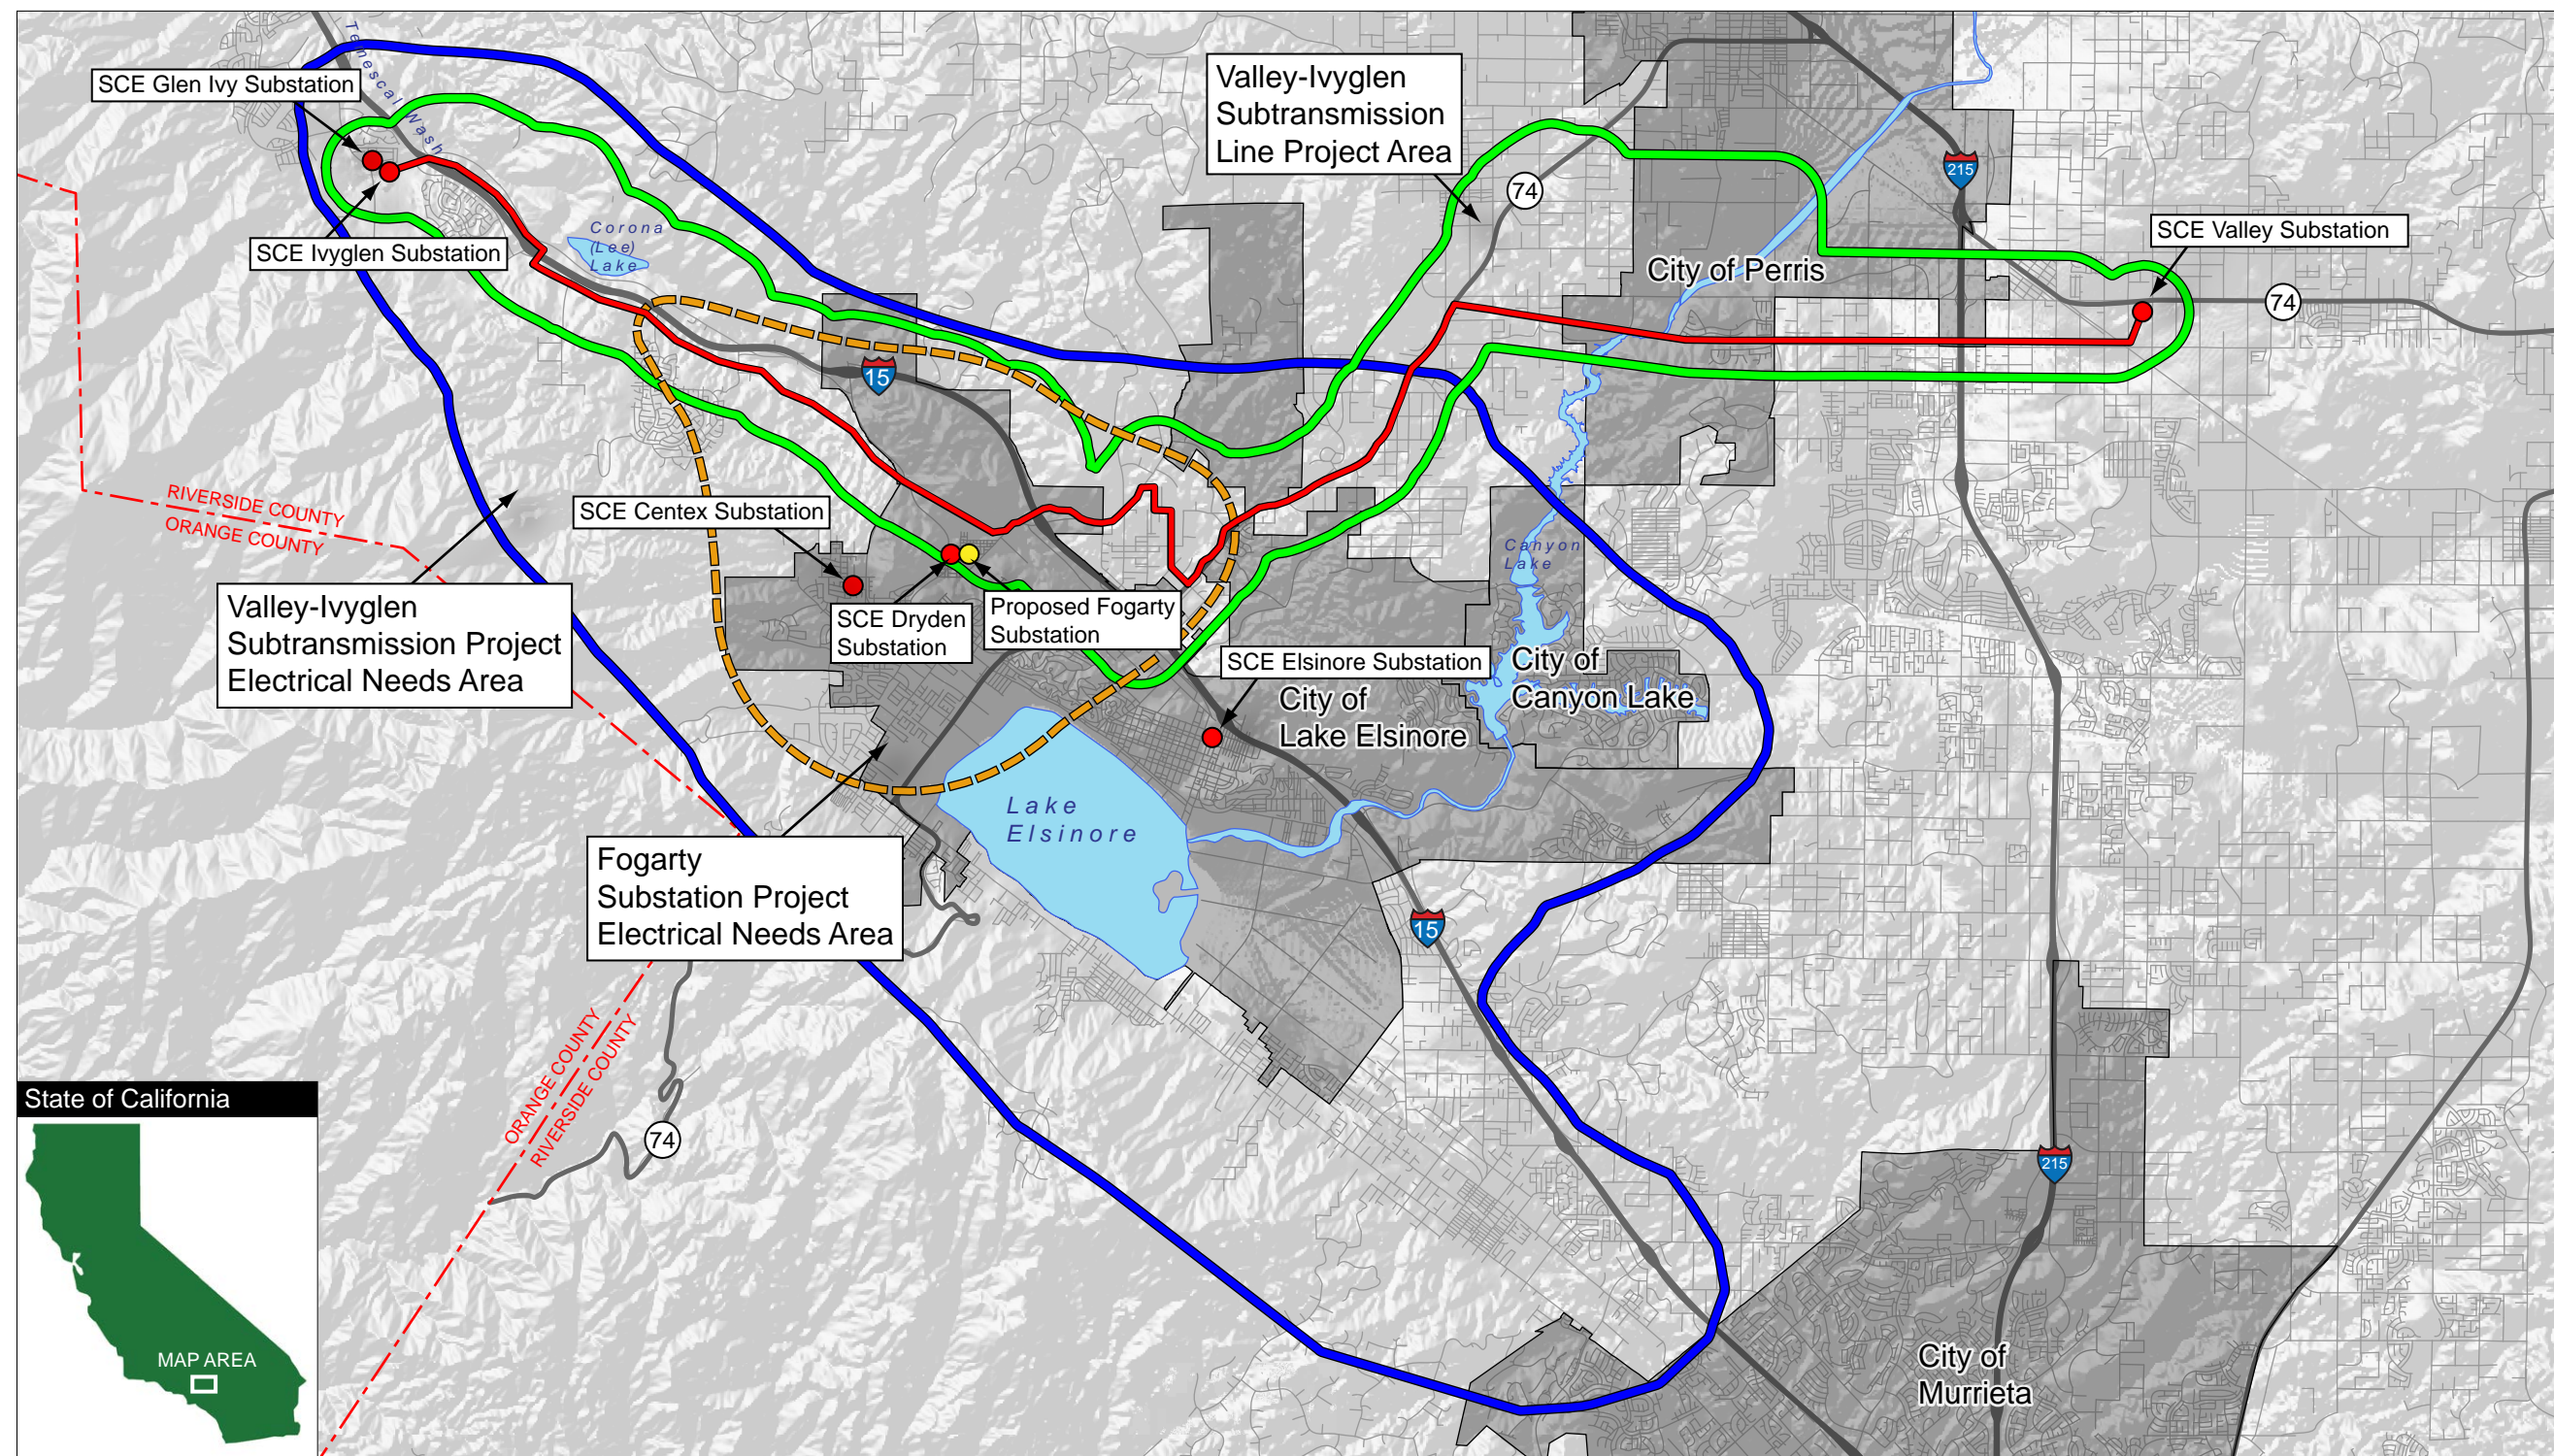 Temescal Wash
SCE Glen Ivy Substation
SCE Ivyglen Substation
Corona
(Lee)
Lake
Valley-Ivyglen
Subtransmission
Line Project Area
74
215
SCE Valley Substation
City of Perris
74
15
RIVERSIDE COUNTY
ORANGE COUNTY
SCE Centex Substation
Canyon
Lake
Valley-Ivyglen
Subtransmission Project
Electrical Needs Area
SCE Dryden
Substation
Proposed Fogarty
Substation
SCE Elsinore Substation
City of
Canyon Lake
City of
Lake Elsinore
Lake
Elsinore
Fogarty
Substation Project
Electrical Needs Area
15
ORANGE COUNTY
RIVERSIDE COUNTY
74
215
State of California
MAP AREA
City of
Murrieta